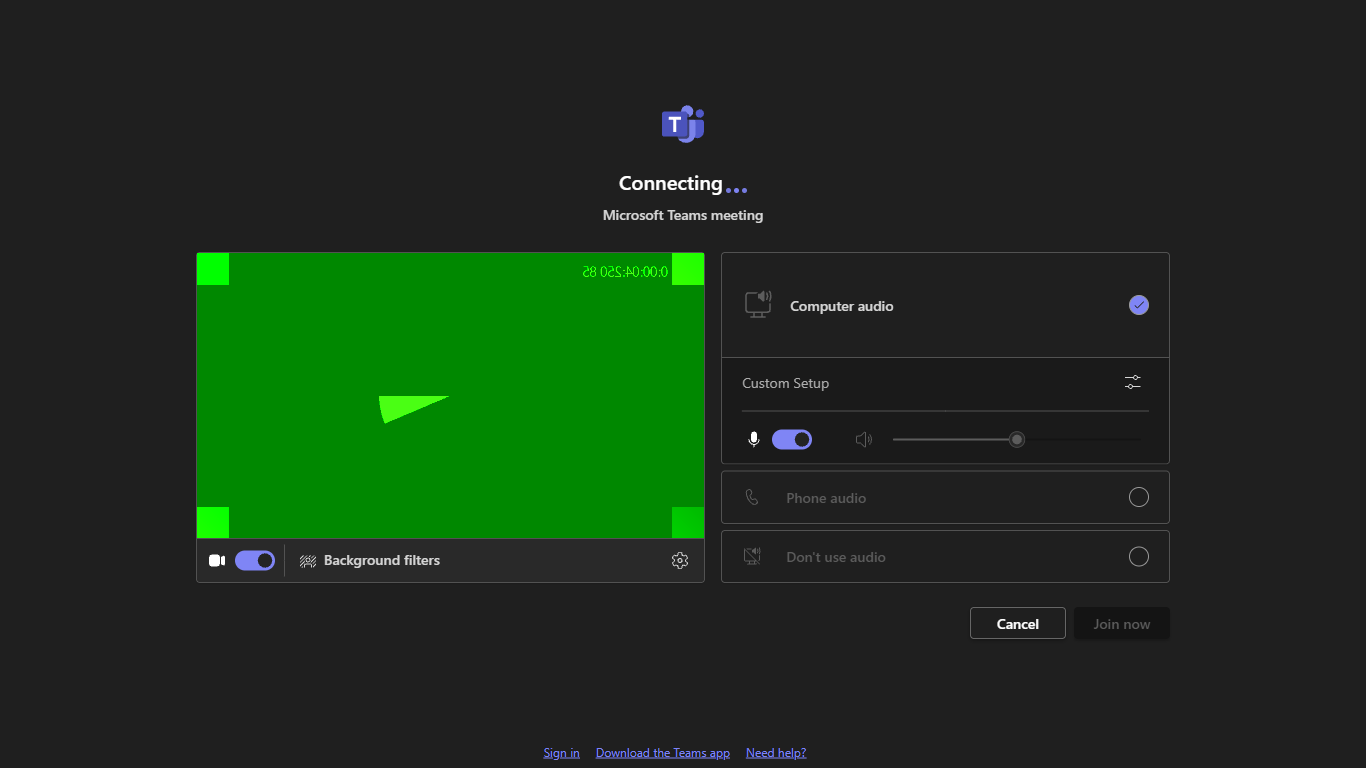 T
Connecting...
Microsoft Teams meeting
0:00:04:250 85
Computer audio
Custom Setup
Background filters
Phone audio
Don't use audio
Cancel
Join now
Sign in
Download the Teams app
Need help?